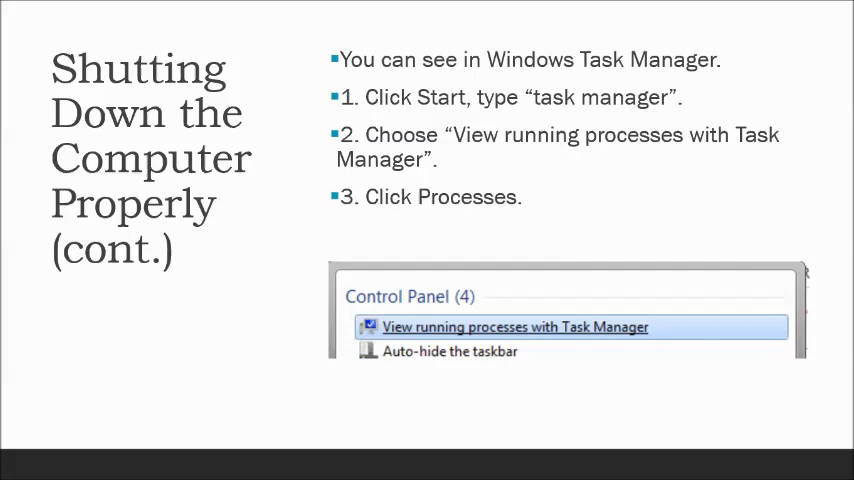 Shutting
Down the
Computer
Properly
(cont.)
▪You can see in Windows Task Manager.
▪1. Click Start, type “task manager”.
▪2. Choose “View running processes with Task
Manager”.
▪3. Click Processes.
Control Panel (4)
View running processes with Task Manager
Auto-hide the taskbar